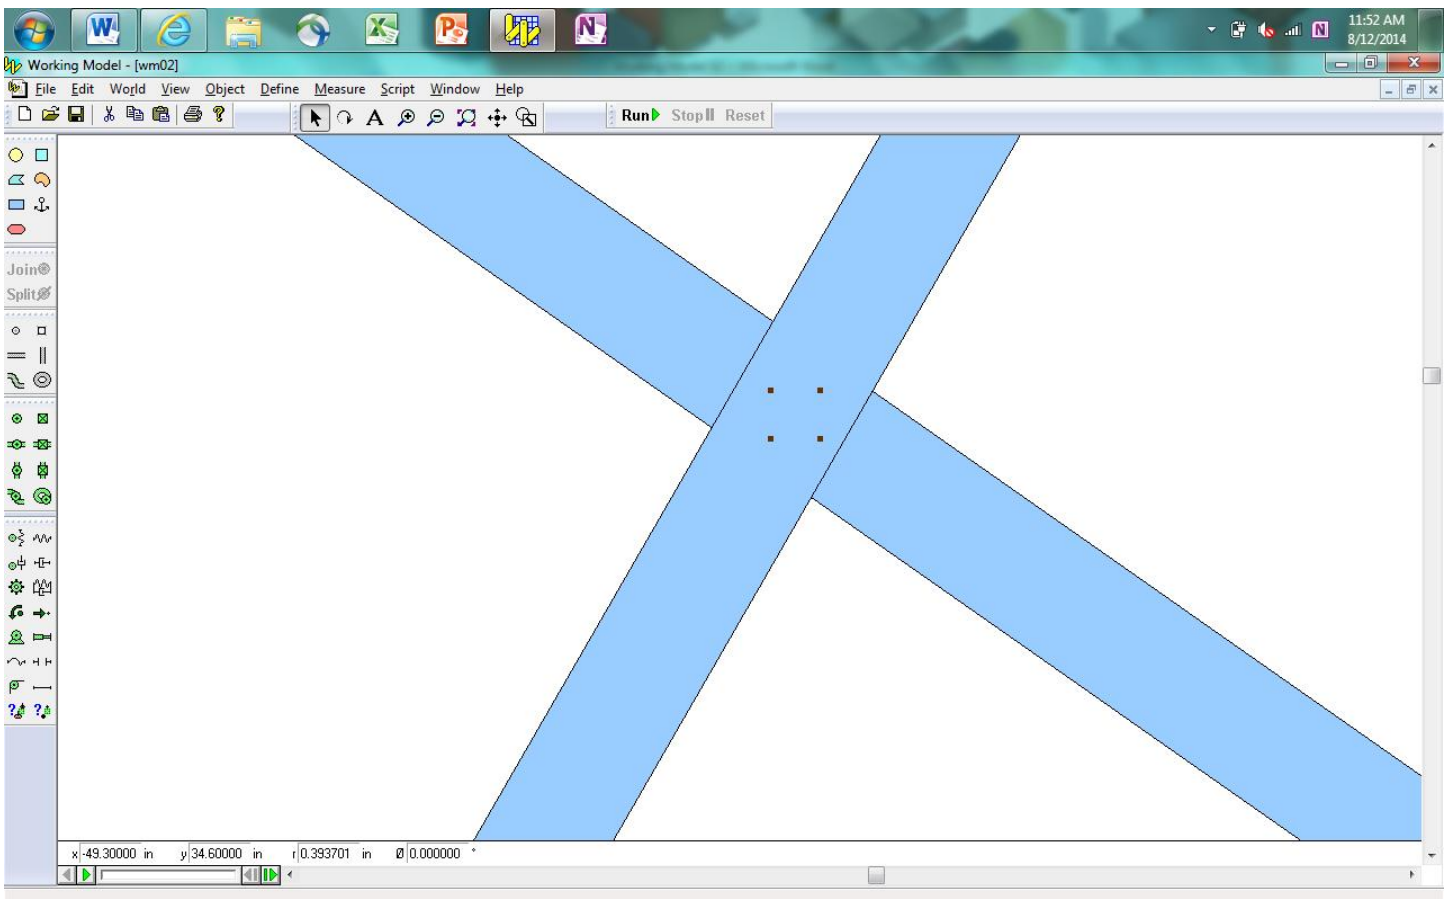 11:52 AM
8/12/2014
Working Model - [wm02]
File Edit World View Object Define Measure Script Window Help
A Run Stop Reset
Join
Split
x -49.30000 in y 34.60000 in r 0.393701 in Ø 0.000000 °